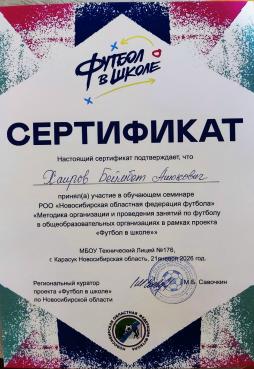 ФУТБОЛ
В ШКОЛЕ
СЕРТИФИКАТ
Настоящий сертификат подтверждает, что
Хаиров Бейлбет
принял(а) участие в обучающем семинаре
РОО «Новосибирская областная федерация футбола»
«Методика организации и проведения занятий по футболу
в общеобразовательных организациях в рамках проекта
«Футбол в школе»»
МБОУ Технический Лицей №176,
г. Карасук Новосибирская область, 21 января 2026 год.
Региональный куратор
проекта «Футбол в школе»
по Новосибирской области
М.В. Савочкин